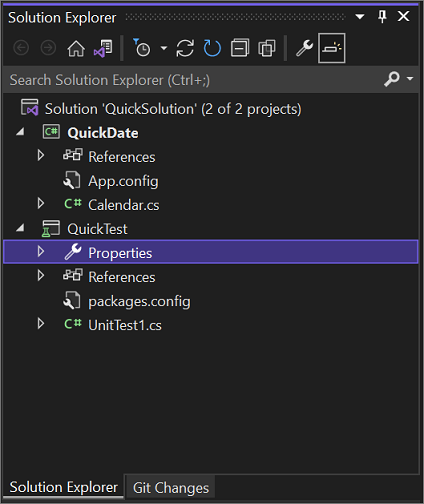 Solution Explorer
Search Solution Explorer (Ctrl+;)
Solution 'QuickSolution' (2 of 2 projects)
C# QuickDate
References
App.config
C# Calendar.cs
QuickTest
Properties
References
packages.config
C# UnitTest1.cs
Solution Explorer Git Changes